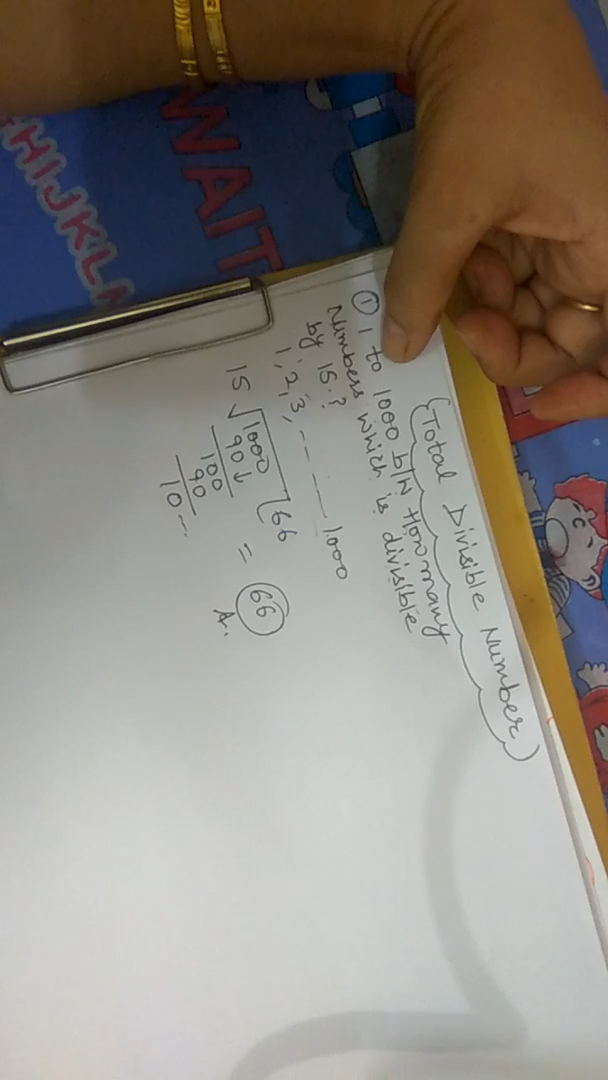 (Total Divisible Number)
① 1 to 1000 b/w How many
Numbers which is divisible
by 15.?
1, 2, 3, - - - - 1000
15√1000 66
90↓
100
90
10 ...
= 66
A.
WAIT
HIJKL